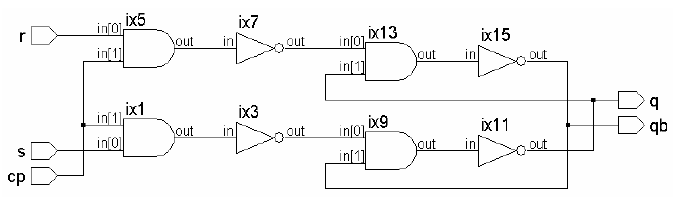 ix5 ix7 ix13 ix15
r in[0] in[1] out in out in[0] in[1] out in out
q
qb
ix1 ix3 ix9 ix11
s in[1] in[0] out in out in[0] in[1] out in out
cp